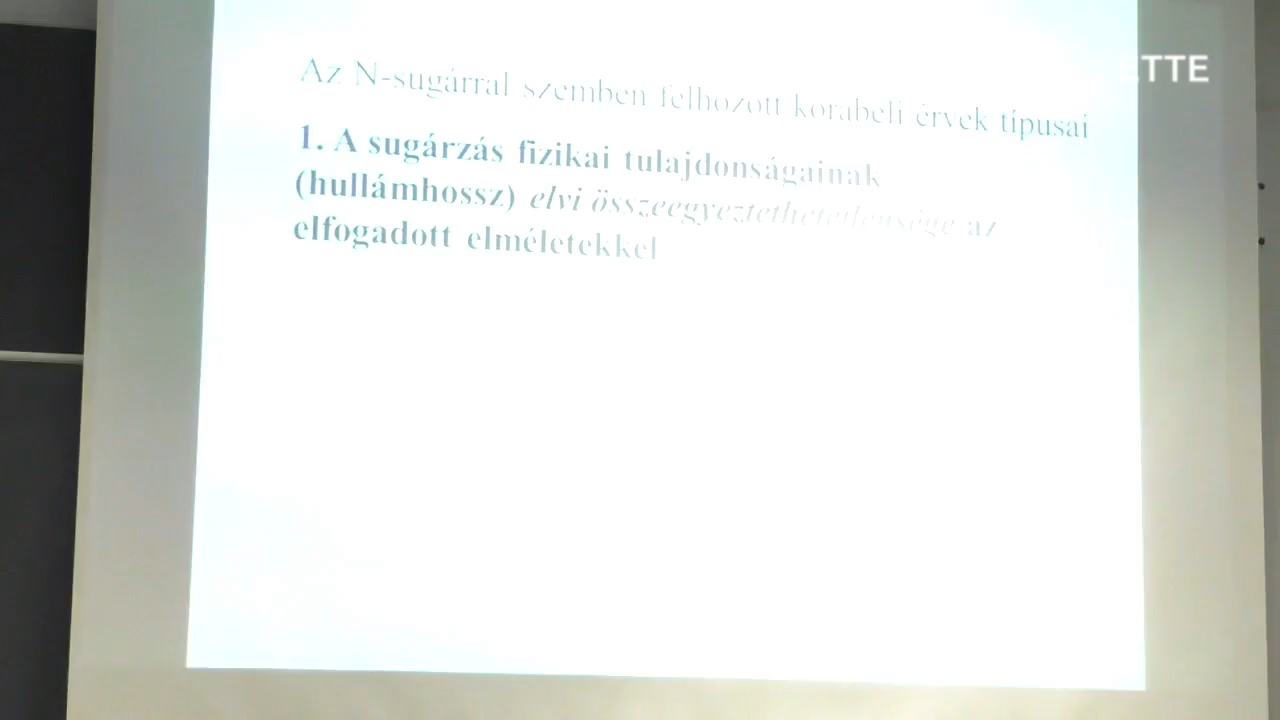 Az N-sugárral szemben felhozott korabeli érvek típusai
1. A sugárzás fizikai tulajdonságainak
(hullámhossz) elvi összeegyeztethetetlensége az
elfogadott elméletekkel
TTE